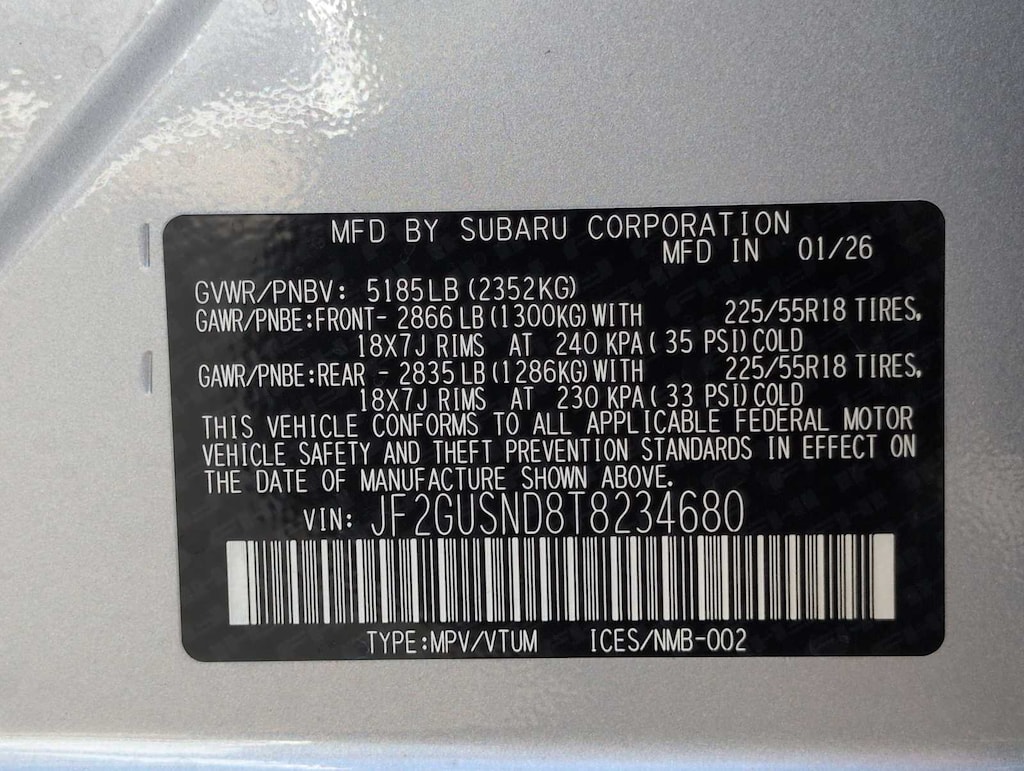 MFD BY SUBARU CORPORATION
MFD IN 01/26
GVWR/PNBV: 5185LB (2352KG)
GAWR/PNBE:FRONT- 2866 LB (1300KG) WITH 225/55R18 TIRES,
18X7J RIMS AT 240 KPA( 35 PSI)COLD
GAWR/PNBE:REAR - 2835 LB (1286KG) WITH 225/55R18 TIRES,
18X7J RIMS AT 230 KPA( 33 PSI)COLD
THIS VEHICLE CONFORMS TO ALL APPLICABLE FEDERAL MOTOR
VEHICLE SAFETY AND THEFT PREVENTION STANDARDS IN EFFECT ON
THE DATE OF MANUFACTURE SHOWN ABOVE.
VIN: JF2GUSND8T8234680
TYPE:MPV/VTUM ICES/NMB-002